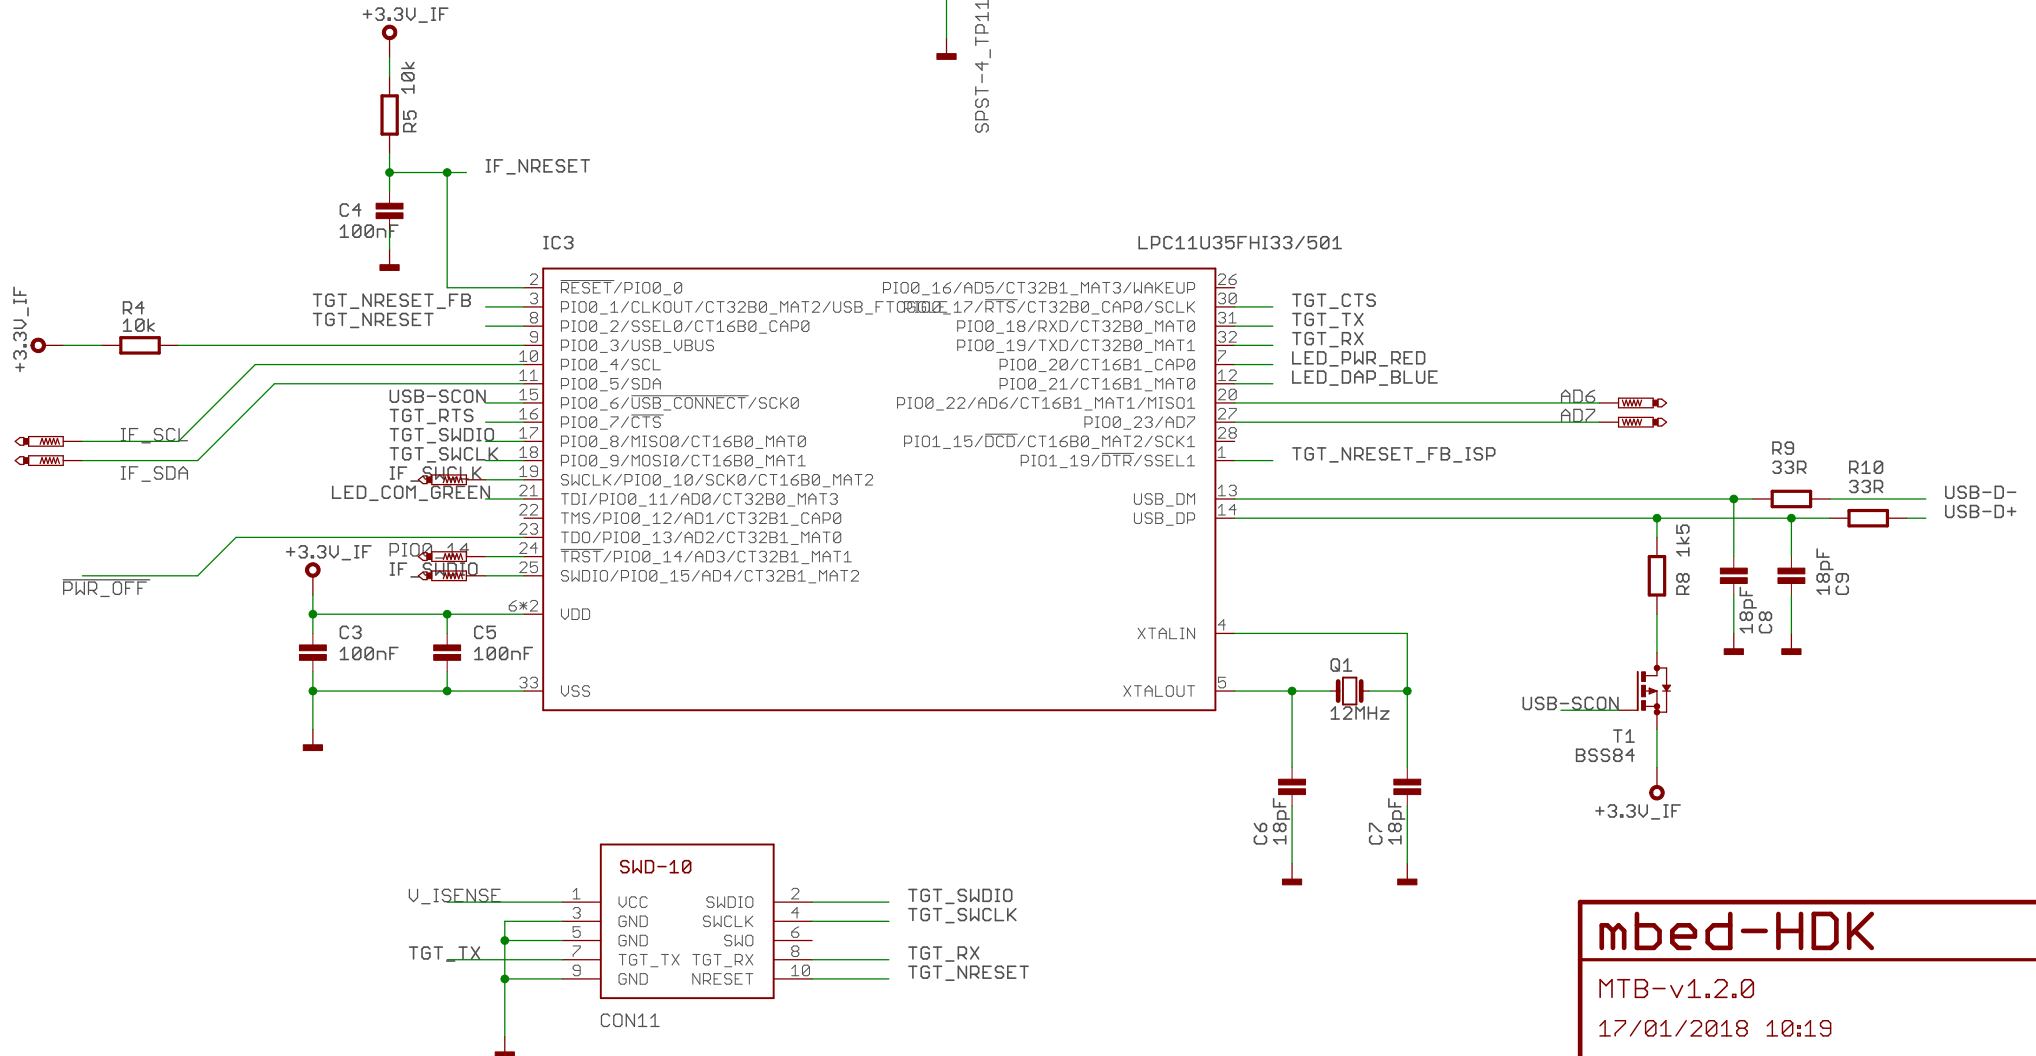 +3.3V_IF
10k
R5
SPST-4_TP11
IF_NRESET
C4
100nF
IC3
LPC11U35FHI33/501
+3.3V_IF
R4
10k
TGT_NRESET_FB
TGT_NRESET
USB-SCON
TGT_RTS
TGT_SWDIO
TGT_SWCLK
IF_SWCLK
LED_COM_GREEN
IF_SCL
IF_SDA
PWR_OFF
+3.3V_IF
PIO0_14
IF_SWDIO
2 RESET/PIO0_0
3 PIO0_1/CLKOUT/CT32B0_MAT2/USB_FTOGGLE
8 PIO0_2/SSEL0/CT16B0_CAP0
9 PIO0_3/USB_VBUS
10 PIO0_4/SCL
11 PIO0_5/SDA
15 PIO0_6/USB_CONNECT/SCK0
16 PIO0_7/CTS
17 PIO0_8/MISO0/CT16B0_MAT0
18 PIO0_9/MOSI0/CT16B0_MAT1
19 SWCLK/PIO0_10/SCK0/CT16B0_MAT2
21 TDI/PIO0_11/AD0/CT32B0_MAT3
22 TMS/PIO0_12/AD1/CT32B1_CAP0
23 TDO/PIO0_13/AD2/CT32B1_MAT0
24 TRST/PIO0_14/AD3/CT32B1_MAT1
25 SWDIO/PIO0_15/AD4/CT32B1_MAT2
6*2 VDD
33 VSS
C3
100nF
C5
100nF
PIO0_16/AD5/CT32B1_MAT3/WAKEUP 26
PIO0_17/RTS/CT32B0_CAP0/SCLK 30 TGT_CTS
PIO0_18/RXD/CT32B0_MAT0 31 TGT_TX
PIO0_19/TXD/CT32B0_MAT1 32 TGT_RX
PIO0_20/CT16B1_CAP0 7 LED_PWR_RED
PIO0_21/CT16B1_MAT0 12 LED_DAP_BLUE
PIO0_22/AD6/CT16B1_MAT1/MISO1 20 AD6
PIO0_23/AD7 27 AD7
PIO1_15/DCD/CT16B0_MAT2/SCK1 28
PIO1_19/DTR/SSEL1 1 TGT_NRESET_FB_ISP
USB_DM 13
USB_DP 14
XTALIN 4
XTALOUT 5
R9
33R
R10
33R
USB-D-
USB-D+
R8 1k5
18pF
C8
18pF
C9
Q1
12MHz
USB-SCON
T1
BSS84
+3.3V_IF
C6
18pF
C7
18pF
SWD-10
V_ISENSE 1 VCC SWDIO 2 TGT_SWDIO
3 GND SWCLK 4 TGT_SWCLK
5 GND SWO 6
TGT_TX 7 TGT_TX TGT_RX 8 TGT_RX
9 GND NRESET 10 TGT_NRESET
CON11
mbed-HDK
MTB-v1.2.0
17/01/2018 10:19